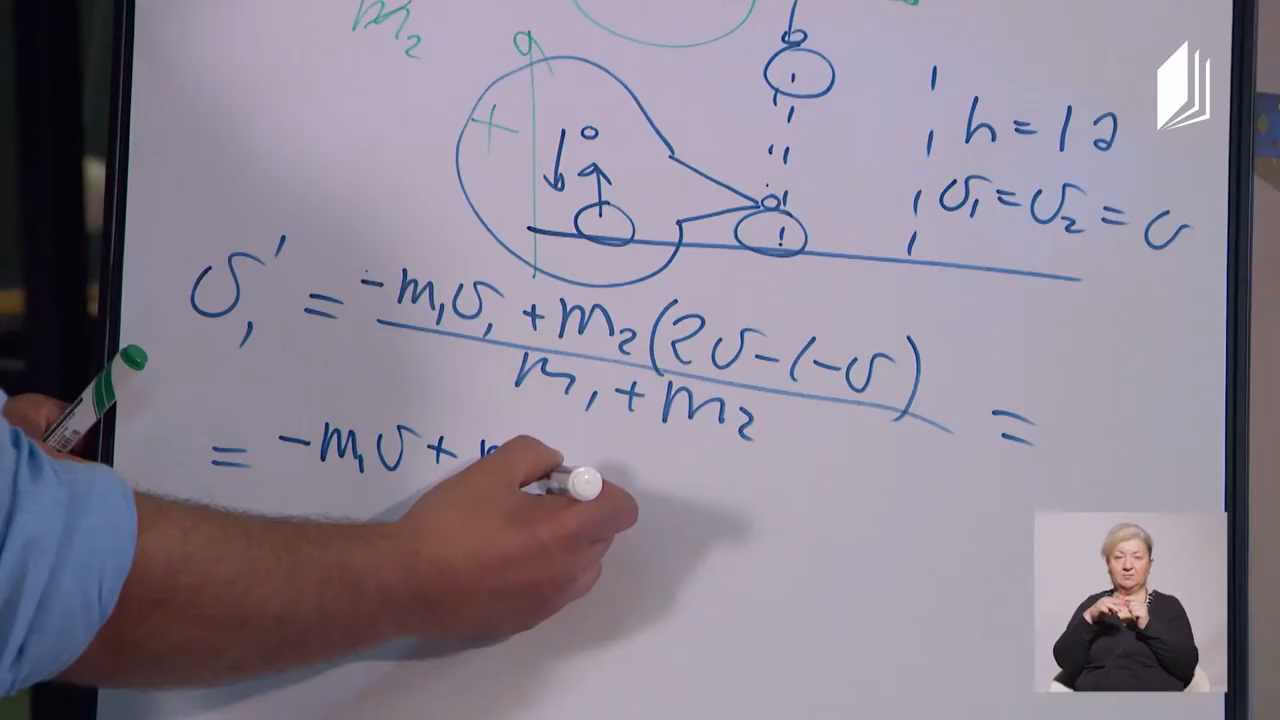 m₂
+
h = 12
υ₁ = υ₂ = υ
υ₁' = (-m₁υ₁ + m₂(2υ-(-υ)) / (m₁ + m₂) =
= -m₁υ +